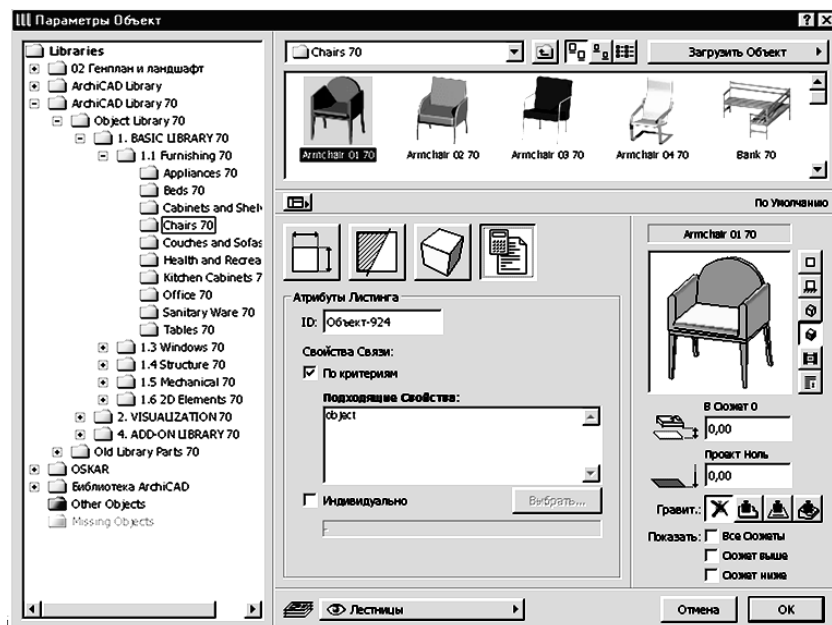 Параметры Объект
Libraries
02 Генплан и ландшафт
ArchiCAD Library
ArchiCAD Library 70
Object Library 70
1. BASIC LIBRARY 70
1.1 Furnishing 70
Appliances 70
Beds 70
Cabinets and Shelv
Chairs 70
Couches and Sofas
Health and Recrea
Kitchen Cabinets 7
Office 70
Sanitary Ware 70
Tables 70
1.3 Windows 70
1.4 Structure 70
1.5 Mechanical 70
1.6 2D Elements 70
2. VISUALIZATION 70
4. ADD-ON LIBRARY 70
Old Library Parts 70
OSKAR
Библиотека ArchiCAD
Other Objects
Missing Objects
Chairs 70
Загрузить Объект
Armchair 01 70 Armchair 02 70 Armchair 03 70 Armchair 04 70 Bank 70
По Умолчанию
Атрибуты Листинга
ID: Объект-924
Свойства Связи:
По критериям
Подходящие Свойства:
object
Индивидуально Выбрать...
-
Armchair 01 70
В Сюжет 0
0,00
Проект Ноль
0,00
Гравит.:
Показать: Все Сюжеты
Сюжет выше
Сюжет ниже
Лестницы
Отмена OK